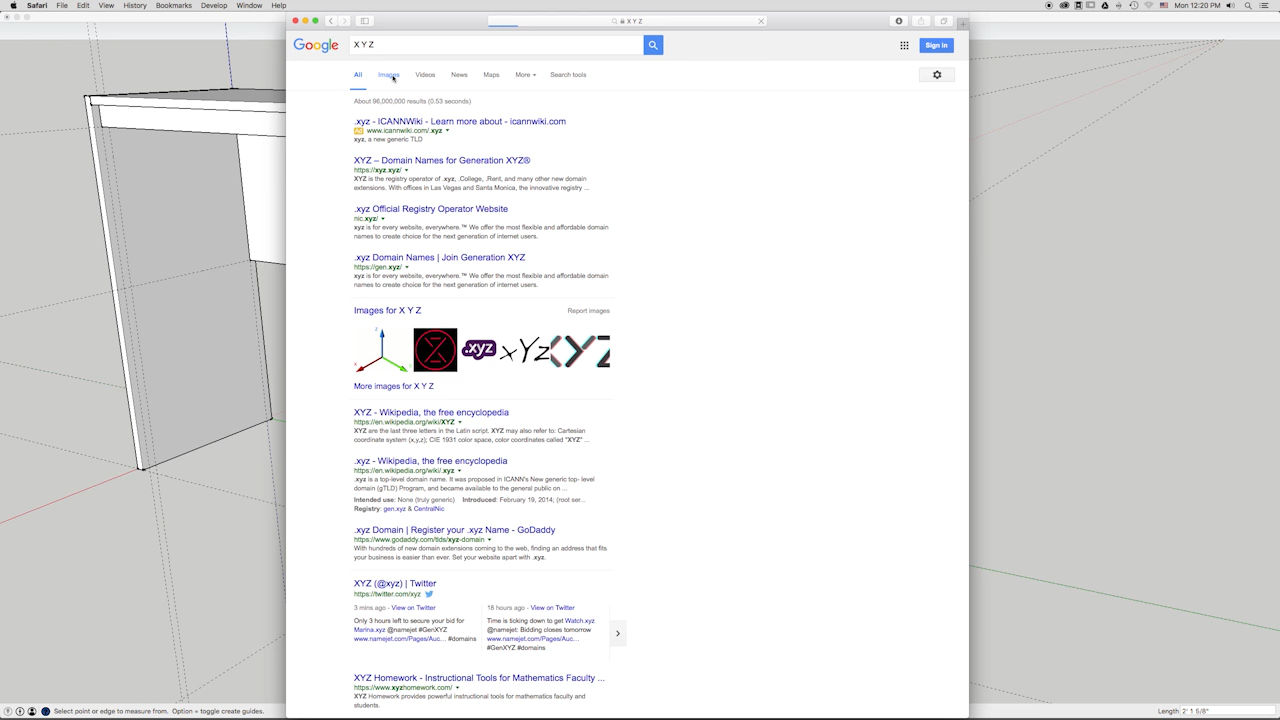 Safari File Edit View History Bookmarks Develop Window Help
Mon 12:20 PM
X Y Z
Google
X Y Z
Sign in
All Images Videos News Maps More Search tools
About 96,000,000 results (0.53 seconds)
.xyz - ICANNWiki - Learn more about - icannwiki.com
Ad www.icannwiki.com/.xyz
xyz, a new generic TLD
XYZ – Domain Names for Generation XYZ®
https://xyz.xyz/
XYZ is the registry operator of .xyz, .College, .Rent, and many other new domain
extensions. With offices in Las Vegas and Santa Monica, the innovative registry ...
.xyz Official Registry Operator Website
nic.xyz/
xyz is for every website, everywhere.™ We offer the most flexible and affordable domain
names to create choice for the next generation of internet users.
.xyz Domain Names | Join Generation XYZ
https://gen.xyz/
xyz is for every website, everywhere.™ We offer the most flexible and affordable domain
names to create choice for the next generation of internet users.
Images for X Y Z
Report images
z
x
.xyz
xYz
XYZ
More images for X Y Z
XYZ - Wikipedia, the free encyclopedia
https://en.wikipedia.org/wiki/XYZ
XYZ are the last three letters in the Latin script. XYZ may also refer to: Cartesian
coordinate system (x,y,z); CIE 1931 color space, color coordinates called "XYZ" ...
.xyz - Wikipedia, the free encyclopedia
https://en.wikipedia.org/wiki/.xyz
.xyz is a top-level domain name. It was proposed in ICANN's New generic top- level
domain (gTLD) Program, and became available to the general public on ...
Intended use: None (truly generic) Introduced: February 19, 2014; (root ser...
Registry: gen.xyz & CentralNic
.xyz Domain | Register your .xyz Name - GoDaddy
https://www.godaddy.com/tlds/xyz-domain
With hundreds of new domain extensions coming to the web, finding an address that fits
your business is easier than ever. Set your website apart with .xyz.
XYZ (@xyz) | Twitter
https://twitter.com/xyz
3 mins ago - View on Twitter
Only 3 hours left to secure your bid for
Marina.xyz @namejet #GenXYZ
www.namejet.com/Pages/Auc... #domains
18 hours ago - View on Twitter
Time is ticking down to get Watch.xyz
@namejet: Bidding closes tomorrow
www.namejet.com/Pages/Auc...
#GenXYZ #domains
XYZ Homework - Instructional Tools for Mathematics Faculty ...
https://www.xyzhomework.com/
XYZ Homework provides powerful instructional tools for mathematics faculty and
students.
Select point or edge to measure from. Option = toggle create guides.
Length 2' 1 5/8"